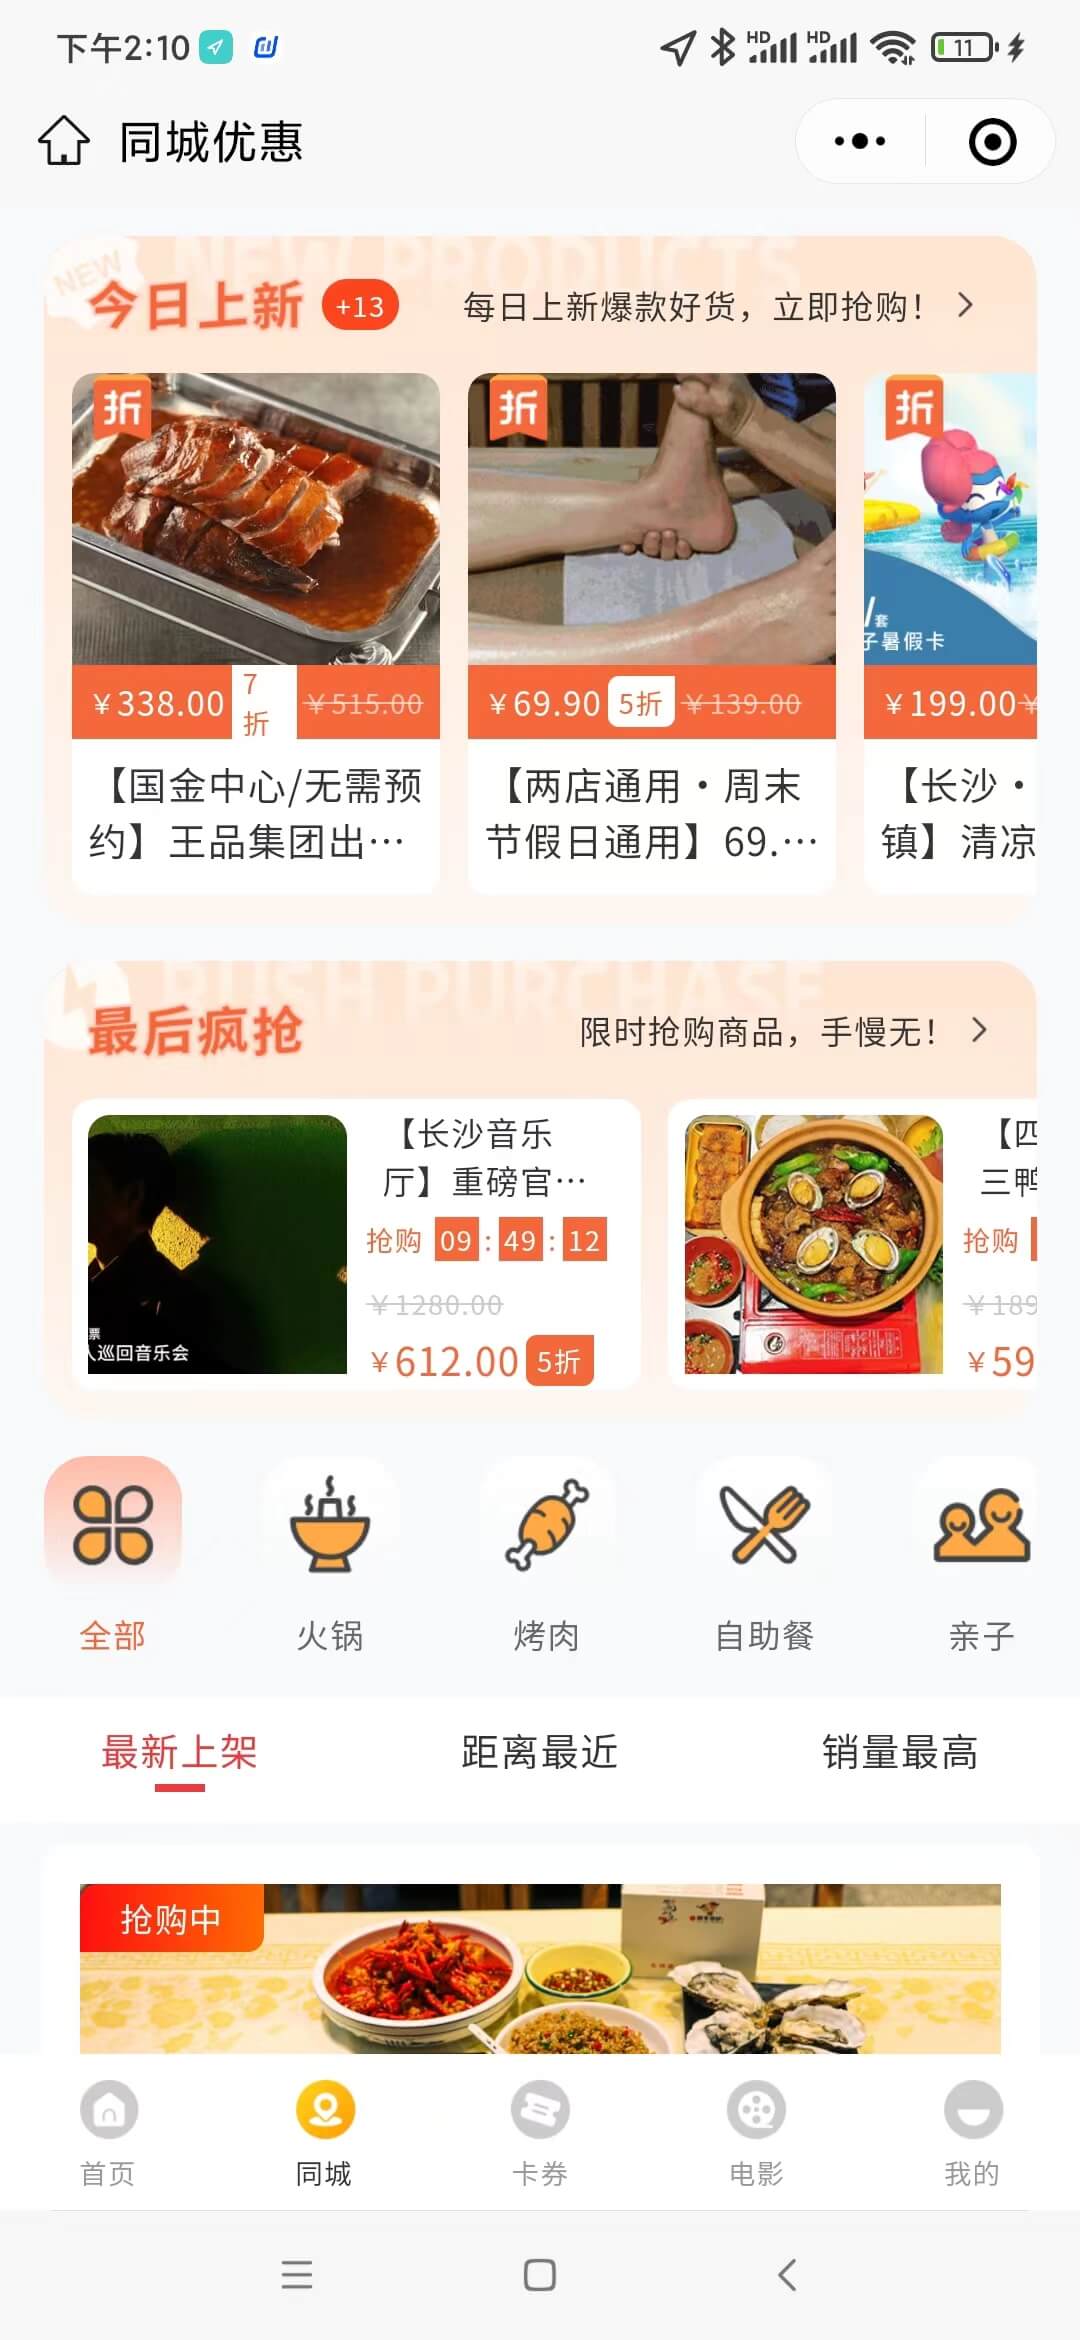 下午2:10
HD HD 11
同城优惠
NEW PRODUCTS
NEW
今日上新 +13 每日上新爆款好货，立即抢购！
折 折 折
/套
子暑假卡
￥338.00 7折 ￥515.00
￥69.90 5折 ￥139.00
￥199.00
【国金中心/无需预
约】王品集团出…
【两店通用·周末
节假日通用】69.…
【长沙·
镇】清凉
RUSH PURCHASE
最后疯抢 限时抢购商品，手慢无！
票
人巡回音乐会
【长沙音乐
厅】重磅官…
抢购 09 : 49 : 12
￥1280.00
￥612.00 5折
【四
三鸭
抢购
￥189
￥59
全部 火锅 烤肉 自助餐 亲子
最新上架 距离最近 销量最高
抢购中
首页 同城 卡券 电影 我的